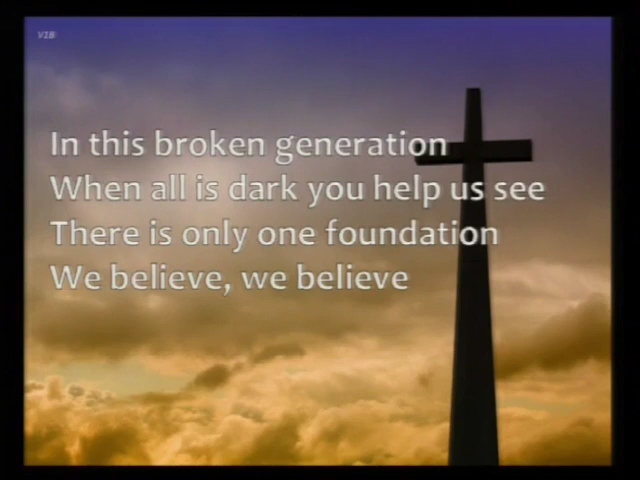 V1B
In this broken generation
When all is dark you help us see
There is only one foundation
We believe, we believe